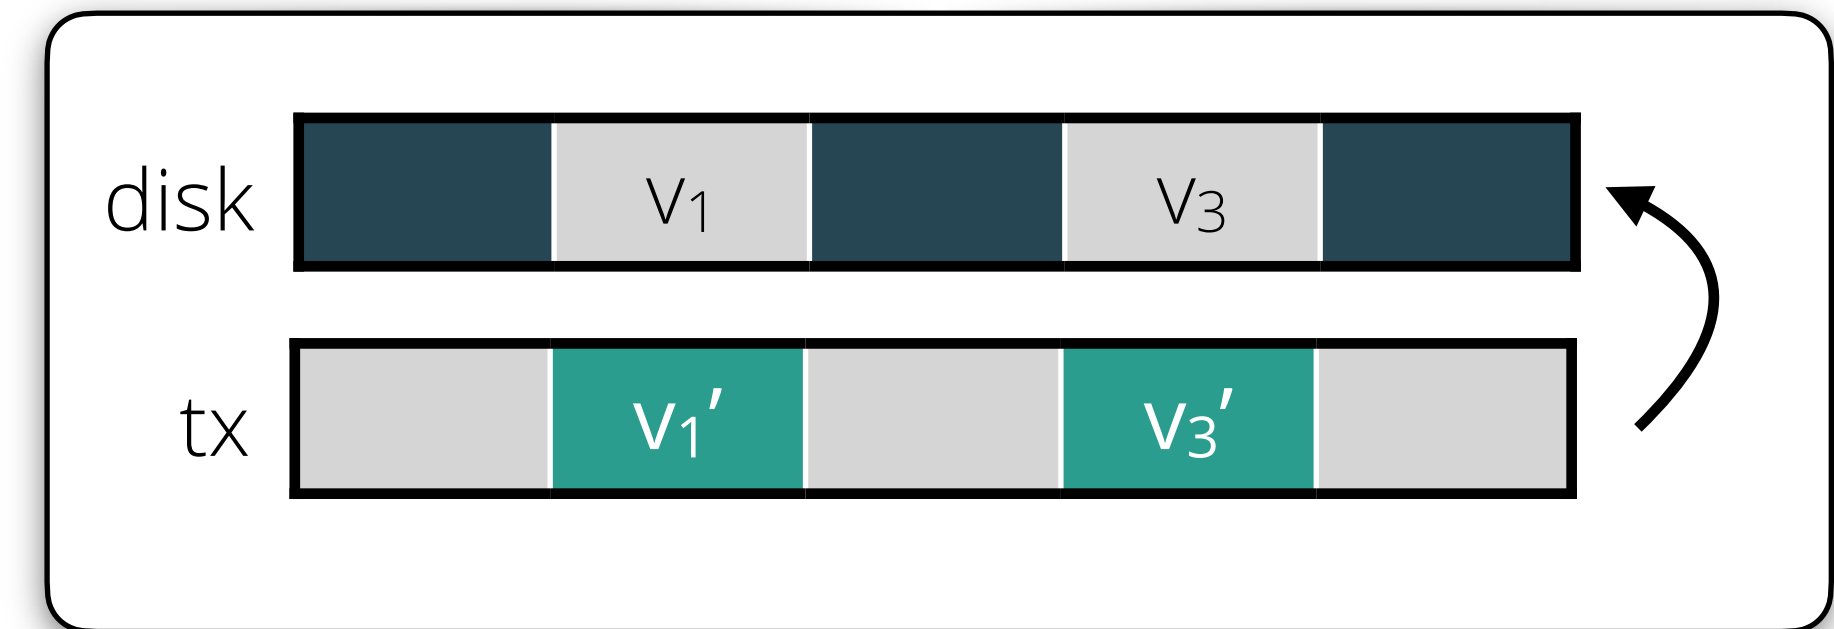 disk v₁ v₃
tx v₁′ v₃′